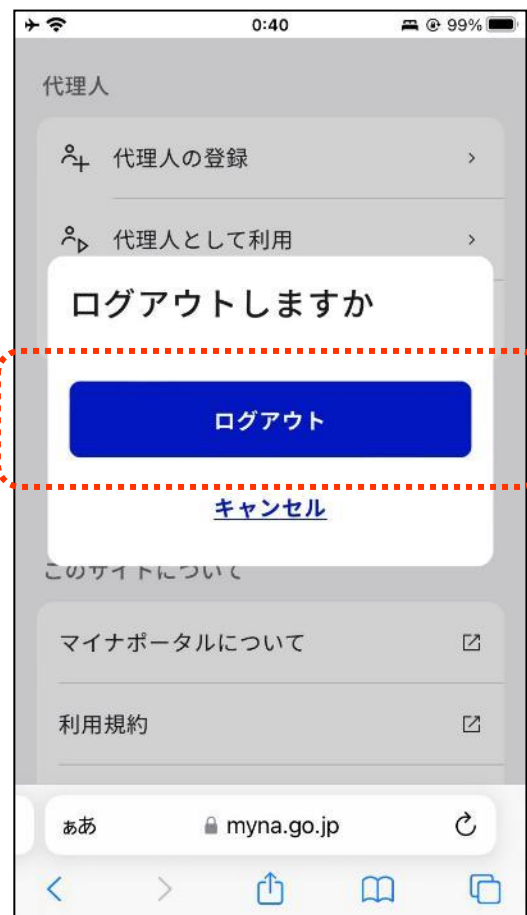 0:40
99%
代理人
代理人の登録
代理人として利用
ログアウトしますか
ログアウト
キャンセル
このサイトについて
マイナポータルについて
利用規約
ぁあ
myna.go.jp